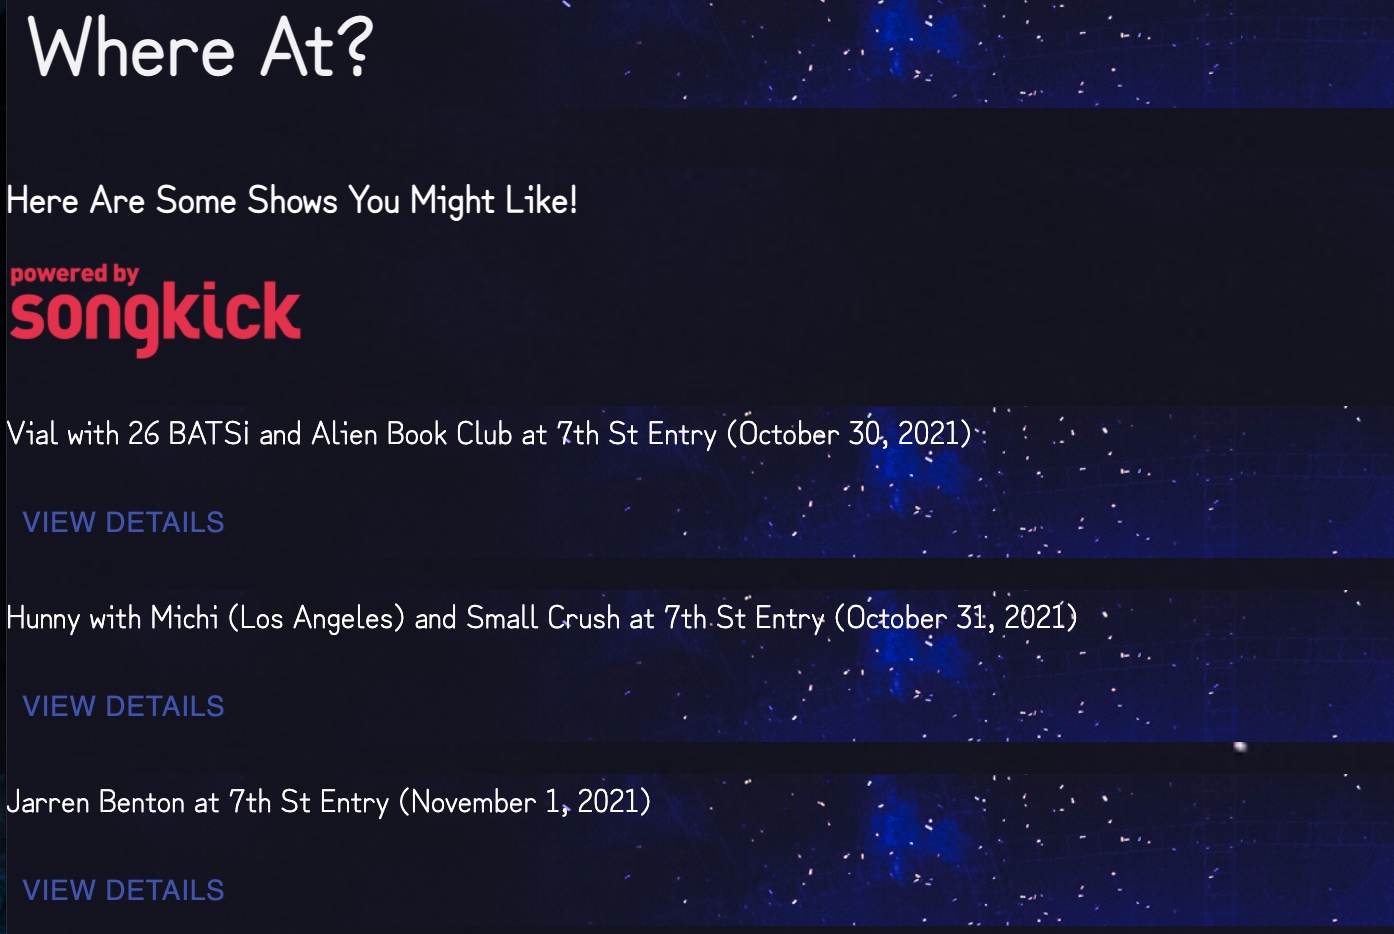 Where At?
Here Are Some Shows You Might Like!
powered by
songkick
Vial with 26 BATS¡ and Alien Book Club at 7th St Entry (October 30, 2021)
VIEW DETAILS
Hunny with Michi (Los Angeles) and Small Crush at 7th St Entry (October 31, 2021)
VIEW DETAILS
Jarren Benton at 7th St Entry (November 1, 2021)
VIEW DETAILS